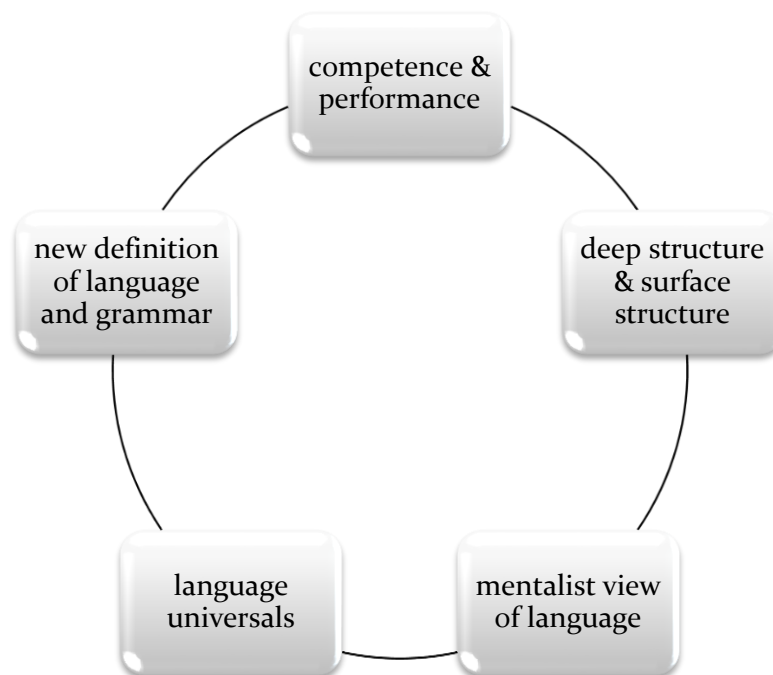 competence &
performance
deep structure
& surface
structure
mentalist view
of language
language
universals
new definition
of language
and grammar